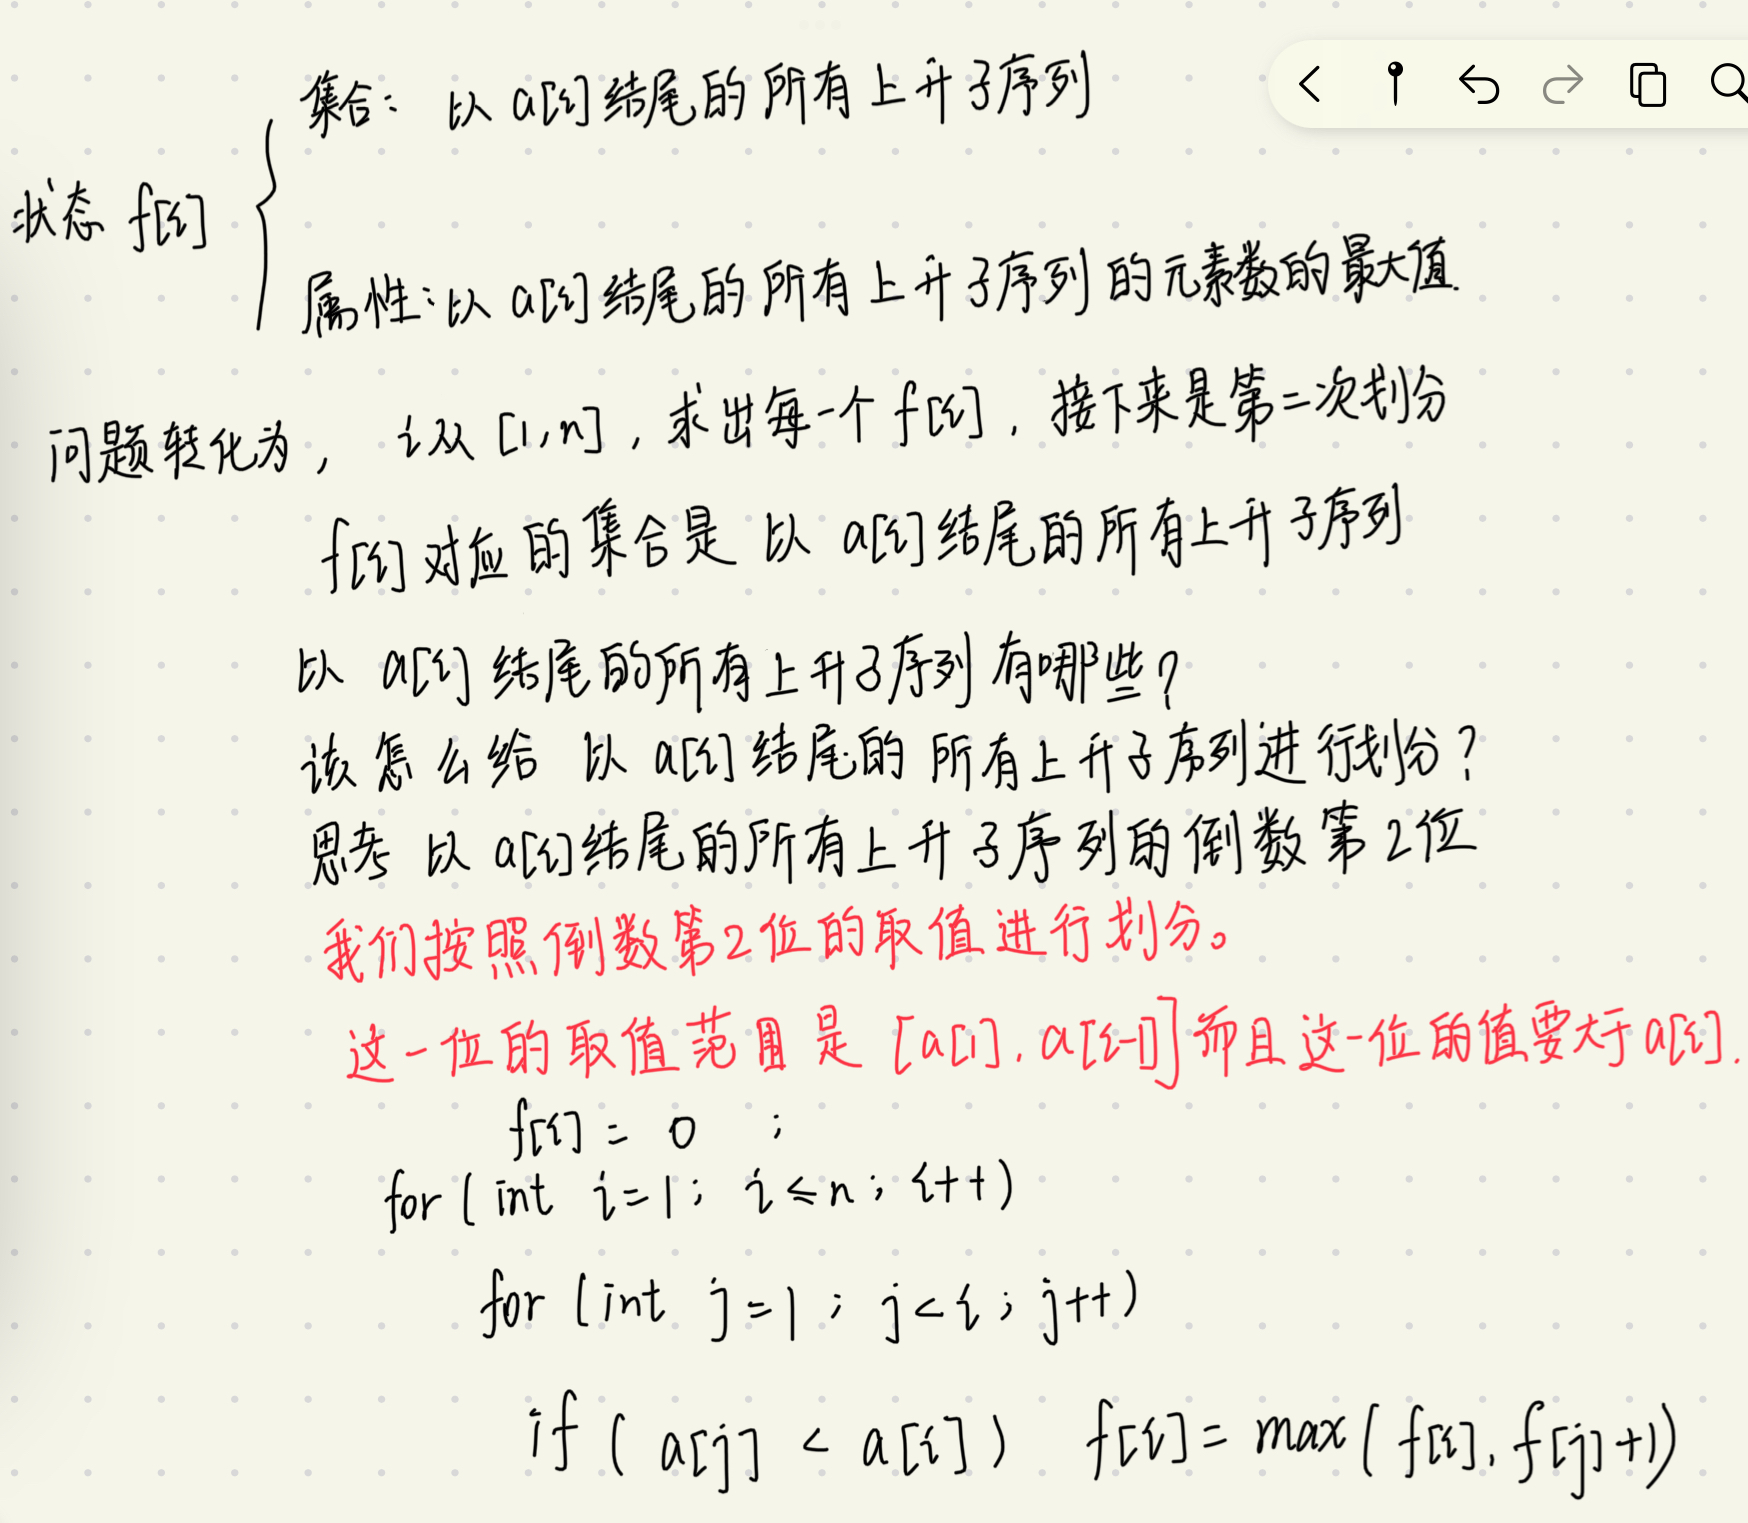 集合: 以 a[i] 结尾的所有上升子序列
状态 f[i]
属性:以 a[i] 结尾的所有上升子序列的元素数的最大值.
问题转化为, i从 [1,n], 求出每一个 f[i], 接下来是第二次划分
f[i] 对应的集合是 以 a[i] 结尾的所有上升子序列
以 a[i] 结尾的所有上升子序列有哪些?
该怎么给 以 a[i] 结尾的所有上升子序列进行划分?
思考 以 a[i] 结尾的所有上升子序列的倒数第2位
我们按照倒数第2位的取值进行划分。
这一位的取值范围是 [a[1], a[i-1]] 而且这一位的值要大于 a[i].
f[i] = 0 ;
for ( int i=1; i≤n; i++)
for (int j=1 ; j<i ; j++)
if ( a[j] < a[i] ) f[i] = max( f[i], f[j]+1)